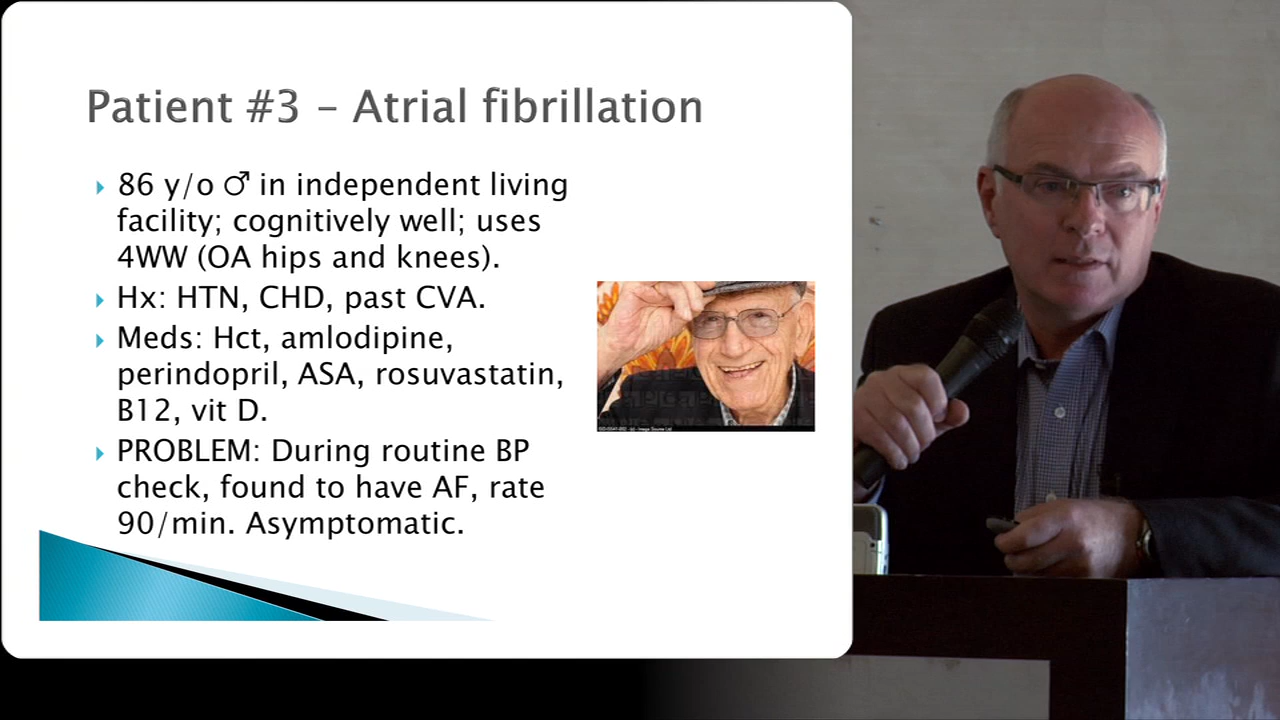 Patient #3 – Atrial fibrillation
86 y/o ♂ in independent living
facility; cognitively well; uses
4WW (OA hips and knees).
Hx: HTN, CHD, past CVA.
Meds: Hct, amlodipine,
perindopril, ASA, rosuvastatin,
B12, vit D.
PROBLEM: During routine BP
check, found to have AF, rate
90/min. Asymptomatic.